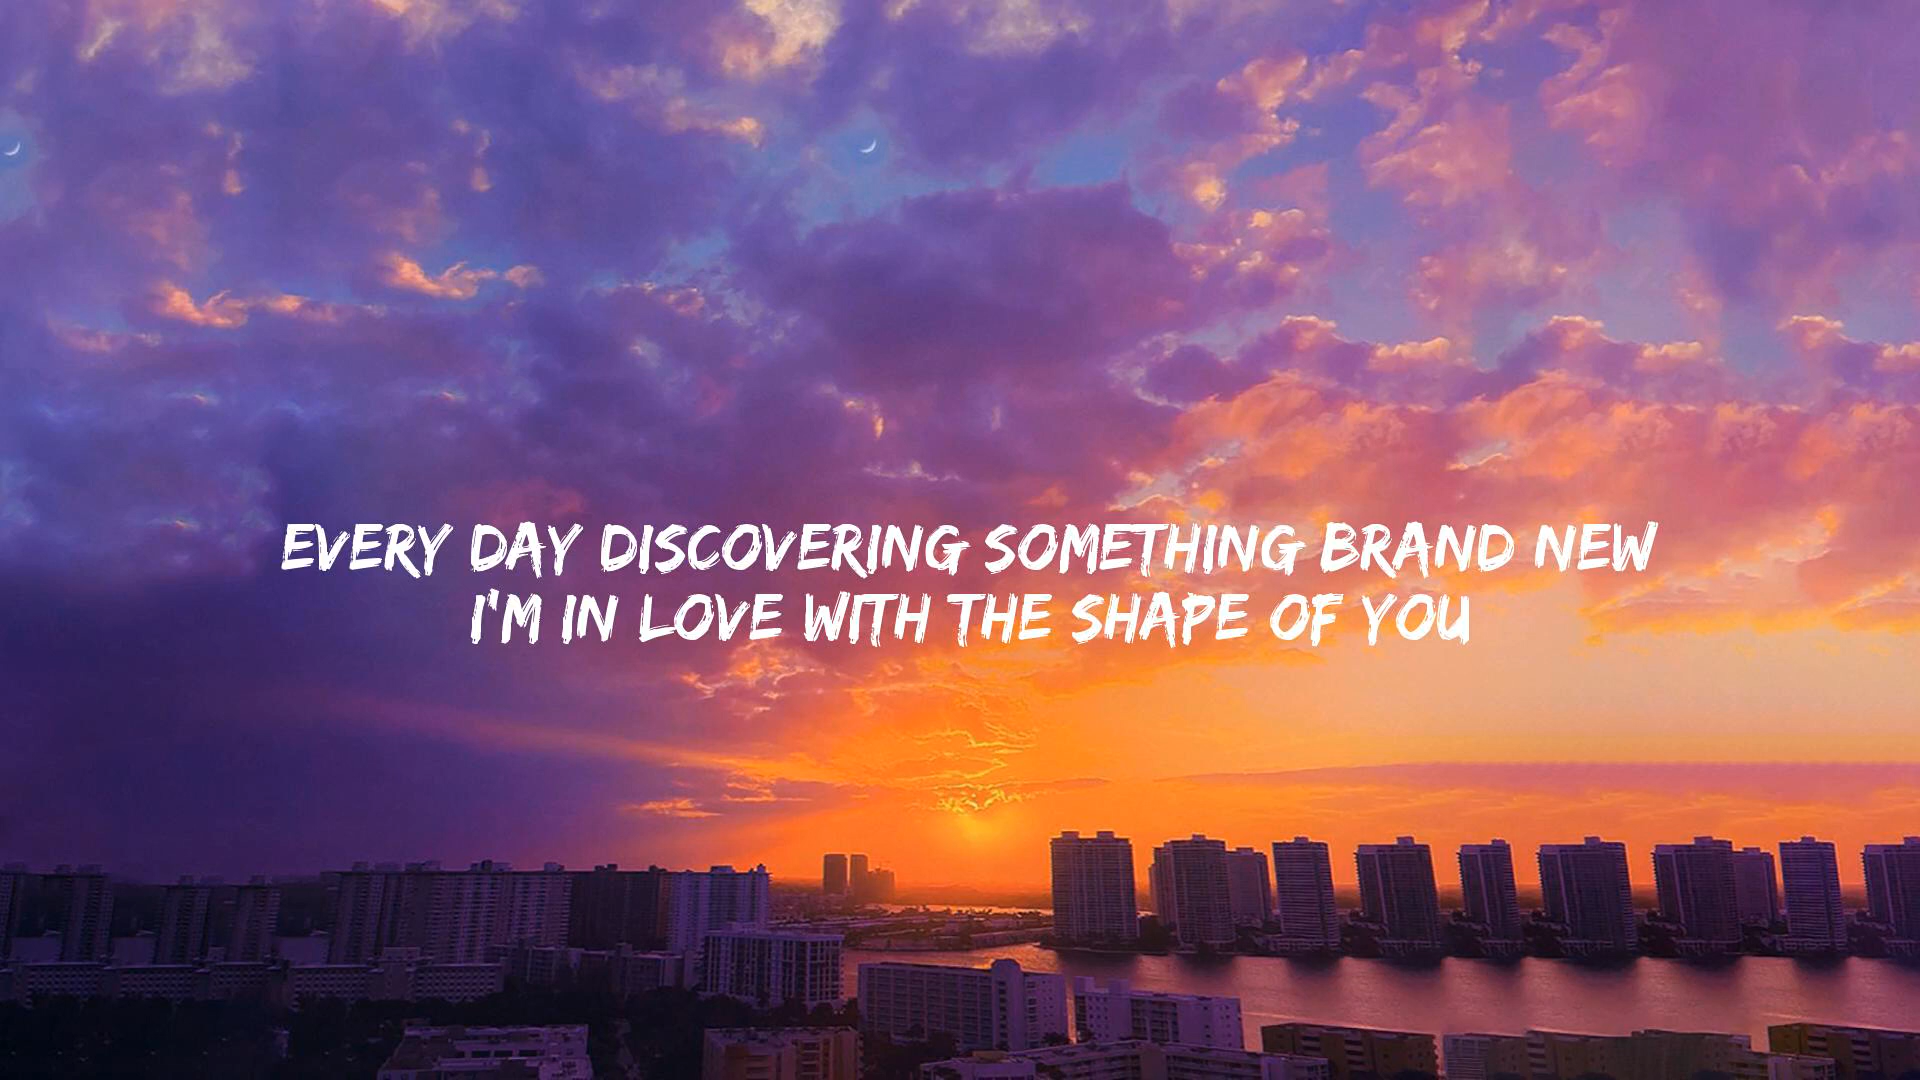 EVERY DAY DISCOVERING SOMETHING BRAND NEW
I'M IN LOVE WITH THE SHAPE OF YOU